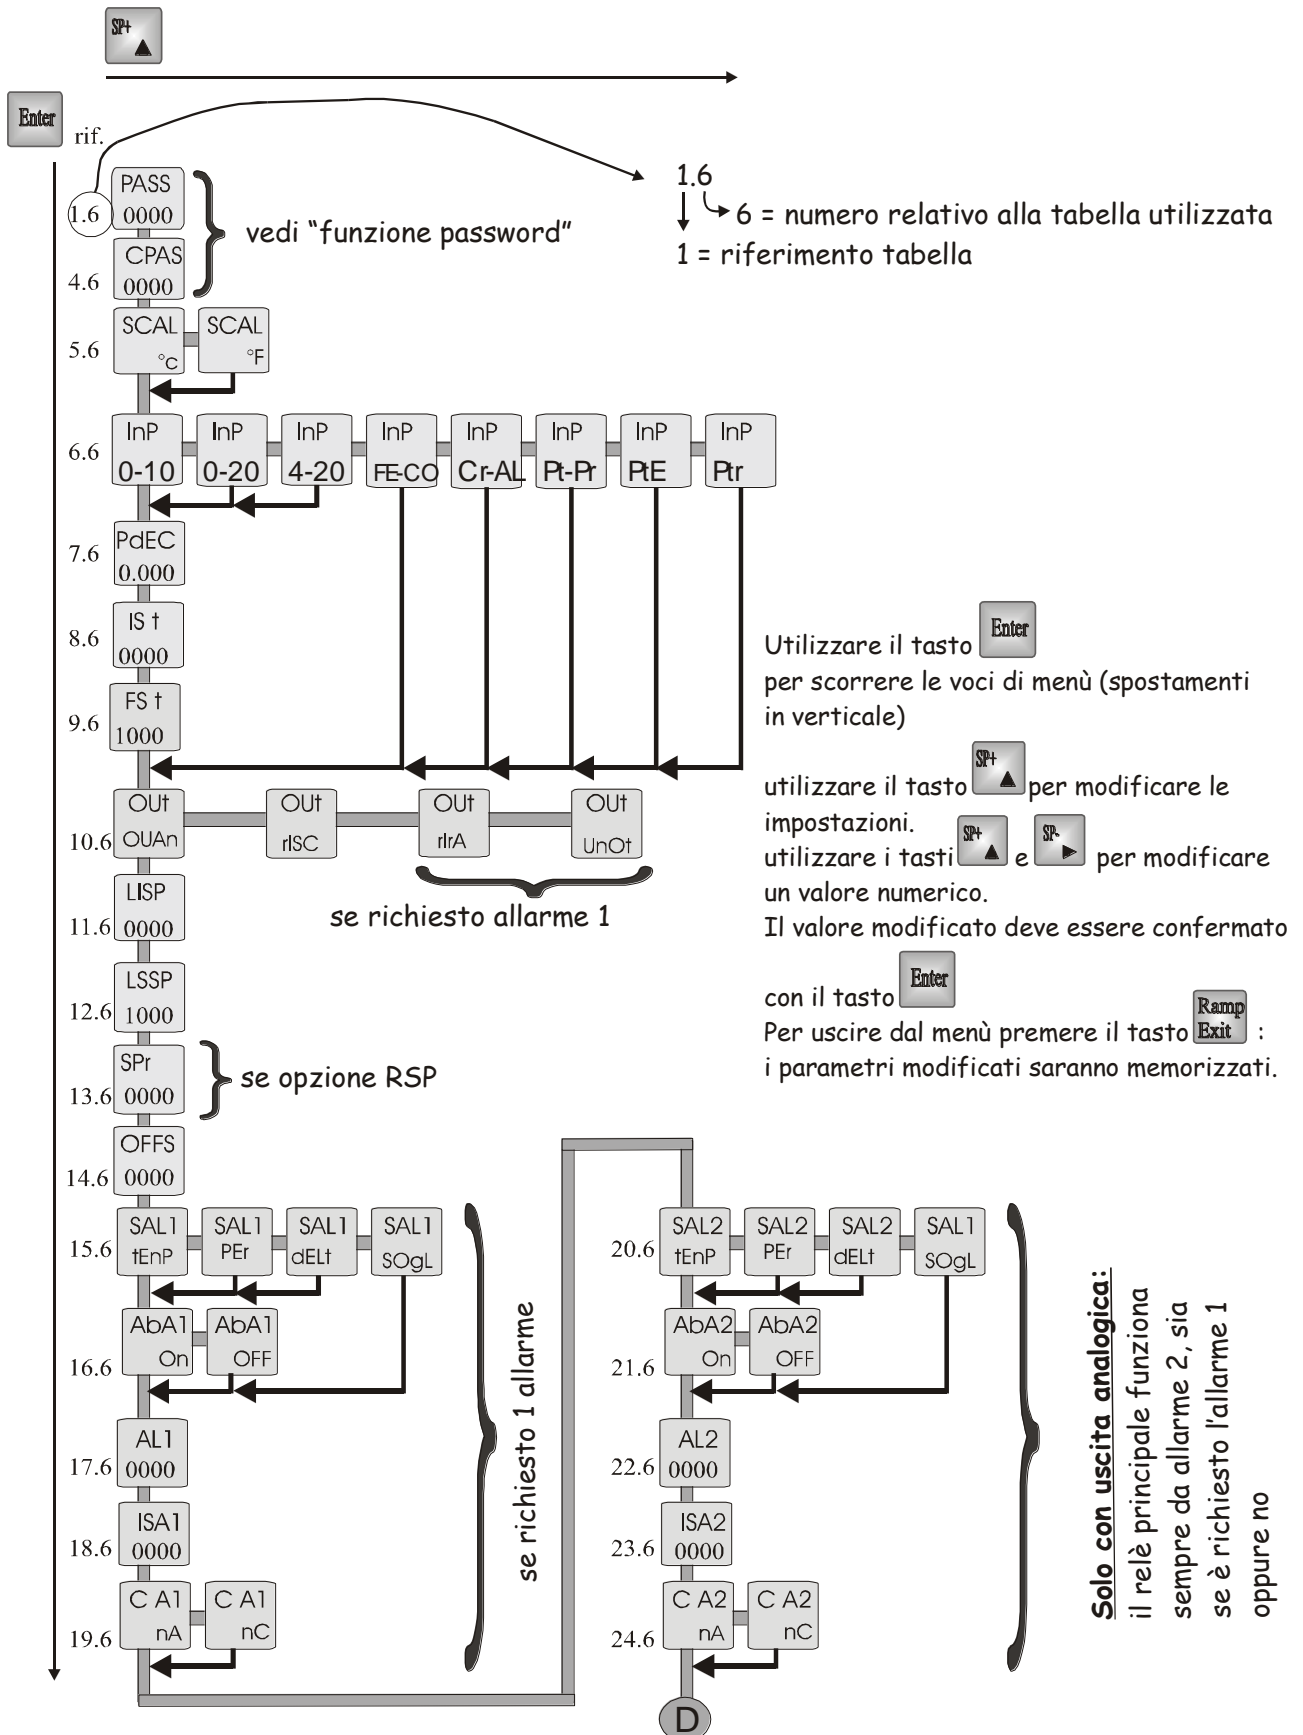 SP+
Enter
rif.
1.6
6 = numero relativo alla tabella utilizzata
1 = riferimento tabella
1.6
PASS
0000
vedi “funzione password”
4.6
CPAS
0000
5.6
SCAL
°c
SCAL
°F
6.6
InP
0-10
InP
0-20
InP
4-20
InP
FE-CO
InP
Cr-AL
InP
Pt-Pr
InP
PtE
InP
Ptr
7.6
PdEC
0.000
8.6
IS t
0000
9.6
FS t
1000
10.6
OUt
OUAn
OUt
rISC
OUt
rIrA
OUt
UnOt
se richiesto allarme 1
11.6
LISP
0000
12.6
LSSP
1000
13.6
SPr
0000
se opzione RSP
14.6
OFFS
0000
Utilizzare il tasto Enter
per scorrere le voci di menù (spostamenti
in verticale)
utilizzare il tasto SP+ per modificare le
impostazioni.
utilizzare i tasti SP+ e SP- per modificare
un valore numerico.
Il valore modificato deve essere confermato
con il tasto Enter
Per uscire dal menù premere il tasto Ramp Exit :
i parametri modificati saranno memorizzati.
15.6
SAL1
tEnP
SAL1
PEr
SAL1
dELt
SAL1
SOgL
16.6
AbA1
On
AbA1
OFF
17.6
AL1
0000
18.6
ISA1
0000
19.6
C A1
nA
C A1
nC
se richiesto 1 allarme
20.6
SAL2
tEnP
SAL2
PEr
SAL2
dELt
SAL1
SOgL
21.6
AbA2
On
AbA2
OFF
22.6
AL2
0000
23.6
ISA2
0000
24.6
C A2
nA
C A2
nC
D
Solo con uscita analogica:
il relè principale funziona
sempre da allarme 2, sia
se è richiesto l'allarme 1
oppure no